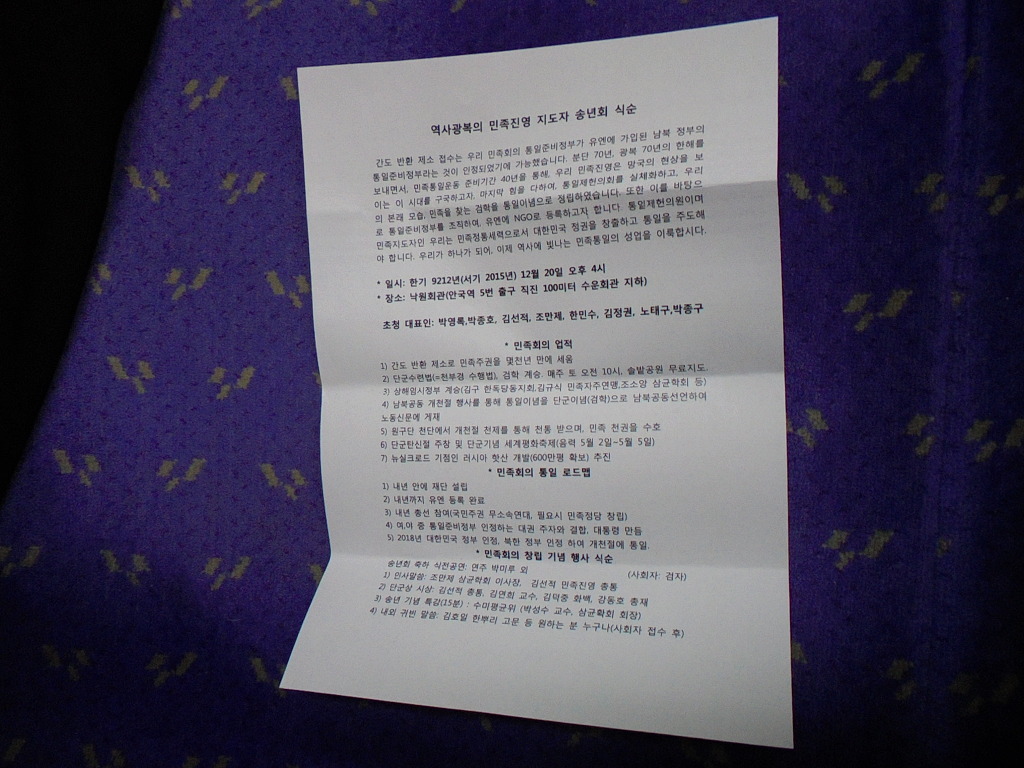 역사광복의 민족진영 지도자 송년회 식순
간도 반환 제소 접수는 우리 민족회의 통일준비정부가 유엔에 가입된 남북 정부의
통일준비정부라는 것이 인정되었기에 가능했습니다. 분단 70년, 광복 70년의 한해를
보내면서, 민족통일운동 준비기간 40년을 통해, 우리 민족진영은 망국의 현상을 보
이는 이 시대를 구국하고자, 마지막 힘을 다하여, 통일제헌의회를 실체화하고, 우리
의 본래 모습, 민족을 찾는 검학을 통일이념으로 정립하였습니다. 또한 이를 바탕으
로 통일준비정부를 조직하여, 유엔에 NGO로 등록하고자 합니다. 통일제헌의원이며
민족지도자인 우리는 민족정통세력으로서 대한민국 정권을 창출하고 통일을 주도해
야 합니다. 우리가 하나가 되어, 이제 역사에 빛나는 민족통일의 성업을 이룩합시다.
* 일시: 한기 9212년(서기 2015년) 12월 20일 오후 4시
* 장소: 낙원회관(안국역 5번 출구 직진 100미터 수운회관 지하)
초청 대표인: 박영록,박종호, 김선적, 조만제, 한민수, 김정권, 노태구,박종구
* 민족회의 업적
1) 간도 반환 제소로 민족주권을 몇천년 만에 세움
2) 단군수련법(=천부경 수행법), 검학 계승. 매주 토 오전 10시, 솔밭공원 무료지도.
3) 상해임시정부 계승(김구 한독당동지회,김규식 민족자주연맹,조소앙 삼균학회 등)
4) 남북공동 개천절 행사를 통해 통일이념을 단군이념(검학)으로 남북공동선언하여
노동신문에 게재
5) 원구단 천단에서 개천절 천제를 통해 전통 받으며, 민족 천권을 수호
6) 단군탄신절 주창 및 단군기념 세계평화축제(음력 5월 2일~5월 5일)
7) 뉴실크로드 기점인 러시아 핫산 개발(600만평 확보) 추진
* 민족회의 통일 로드맵
1) 내년 안에 재단 설립
2) 내년까지 유엔 등록 완료
3) 내년 총선 참여(국민주권 무소속연대, 필요시 민족정당 창립)
4) 여.야 중 통일준비정부 인정하는 대권 주자와 결합, 대통령 만듬
5) 2018년 대한민국 정부 인정, 북한 정부 인정 하여 개천절에 통일.
* 민족회의 창립 기념 행사 식순
송년회 축하 식전공연: 연주 박미루 외 (사회자: 검자)
1) 인사말씀: 조만제 삼균학회 이사장, 김선적 민족진영 총통
2) 단군상 시상: 김선적 총통, 김연희 교수, 김덕중 화백, 감동호 총재
3) 송년 기념 특강(15분) : 수미평균위 (박성수 교수, 삼균확회 회장)
4) 내외 귀빈 말씀: 김호일 한뿌리 고문 등 원하는 분 누구나(사회자 접수 후)